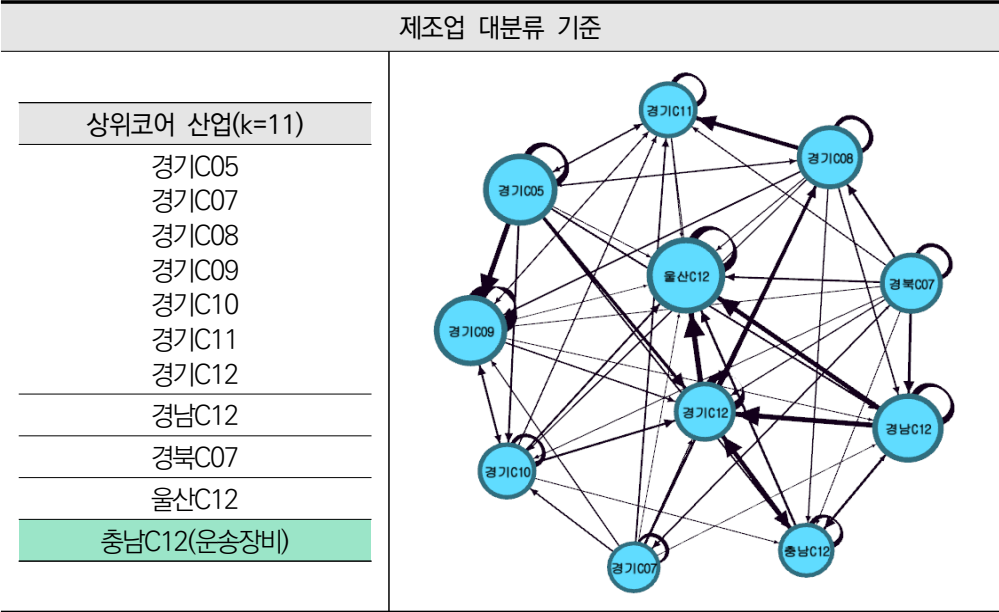 제조업 대분류 기준
상위코어 산업(k=11)
경기C05
경기C07
경기C08
경기C09
경기C10
경기C11
경기C12
경남C12
경북C07
울산C12
충남C12(운송장비)
경기C11
경기C08
경기C05
울산C12
경북C07
경기C09
경기C12
경남C12
경기C10
충남C12
경기C07